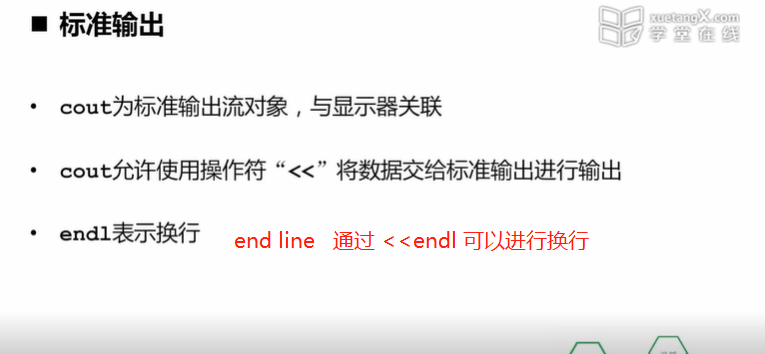 ■ 标准输出
xuetangX.com
学堂在线
• cout为标准输出流对象，与显示器关联
• cout允许使用操作符“<<”将数据交给标准输出进行输出
• endl表示换行 end line 通过 <<endl 可以进行换行